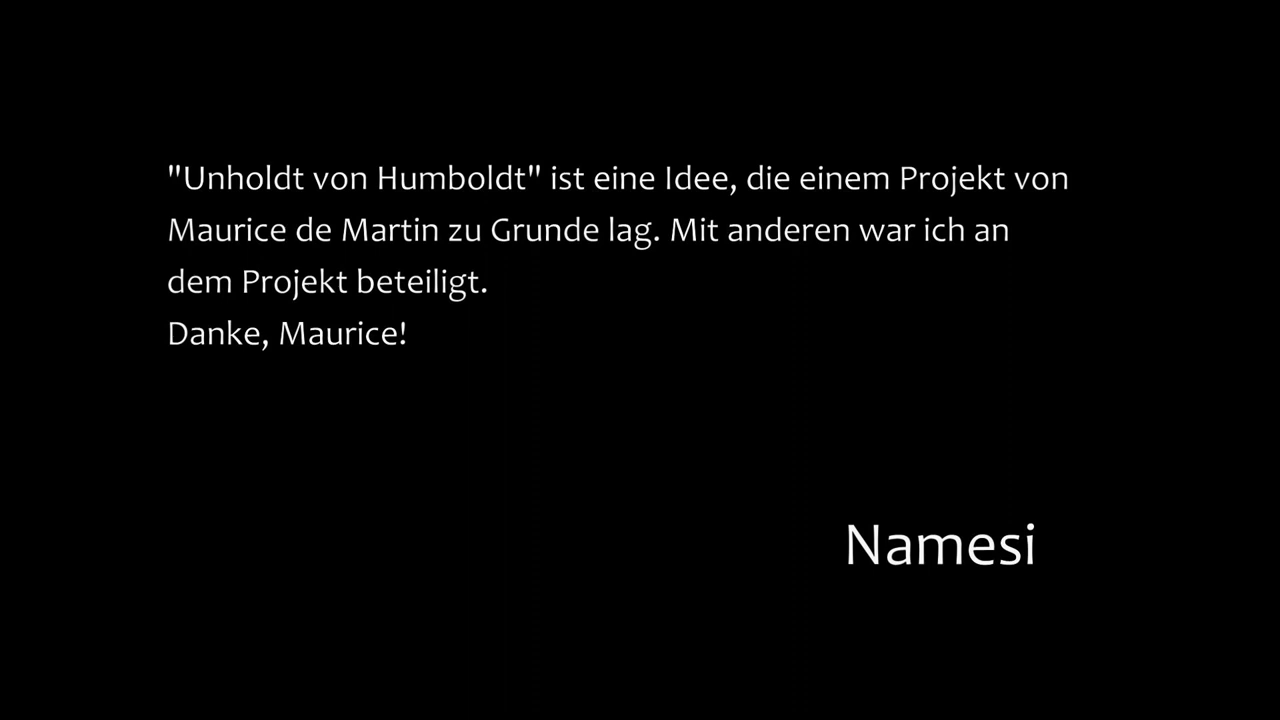 "Unholdt von Humboldt" ist eine Idee, die einem Projekt von
Maurice de Martin zu Grunde lag. Mit anderen war ich an
dem Projekt beteiligt.
Danke, Maurice!
Namesi